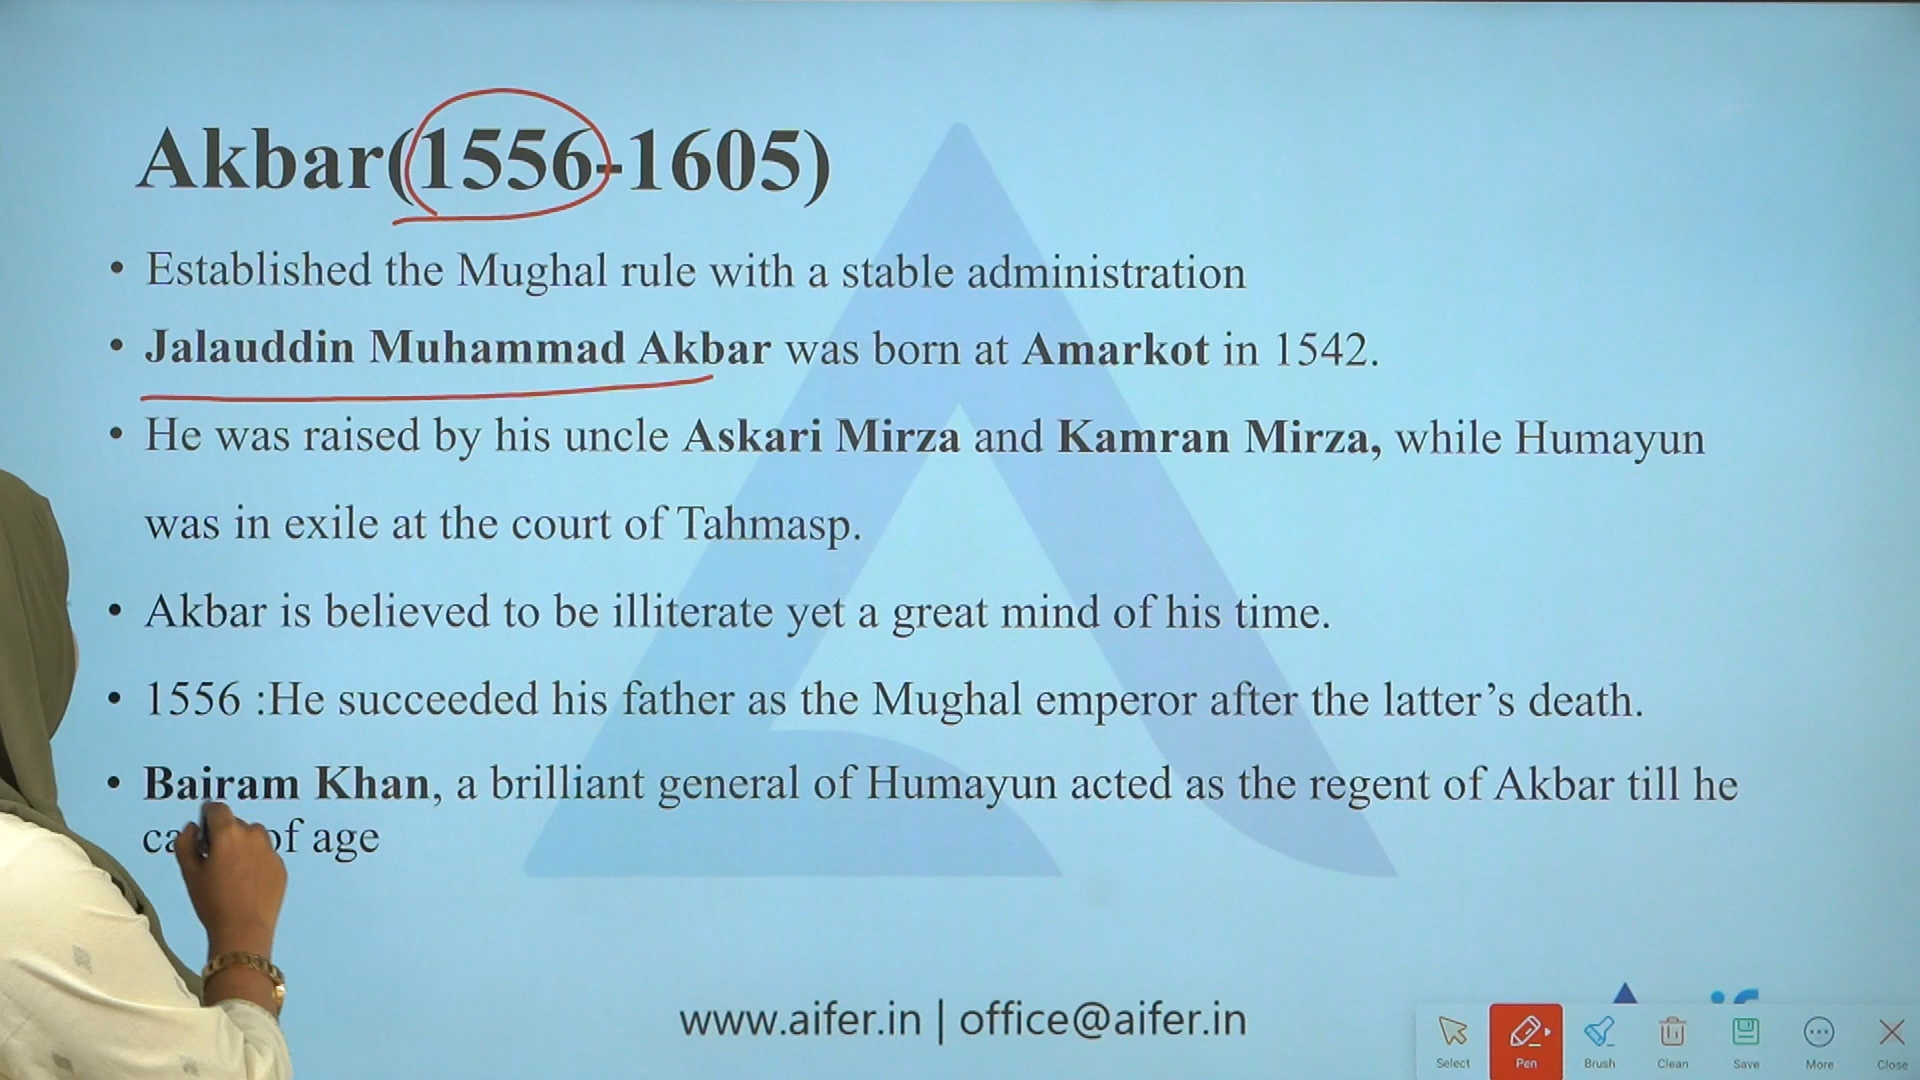 Akbar(1556-1605)
• Established the Mughal rule with a stable administration
• Jalauddin Muhammad Akbar was born at Amarkot in 1542.
• He was raised by his uncle Askari Mirza and Kamran Mirza, while Humayun
was in exile at the court of Tahmasp.
• Akbar is believed to be illiterate yet a great mind of his time.
• 1556 :He succeeded his father as the Mughal emperor after the latter's death.
• Bairam Khan, a brilliant general of Humayun acted as the regent of Akbar till he
of age
www.aifer.in | office@aifer.in
Select Pen Brush Clean Save More Close